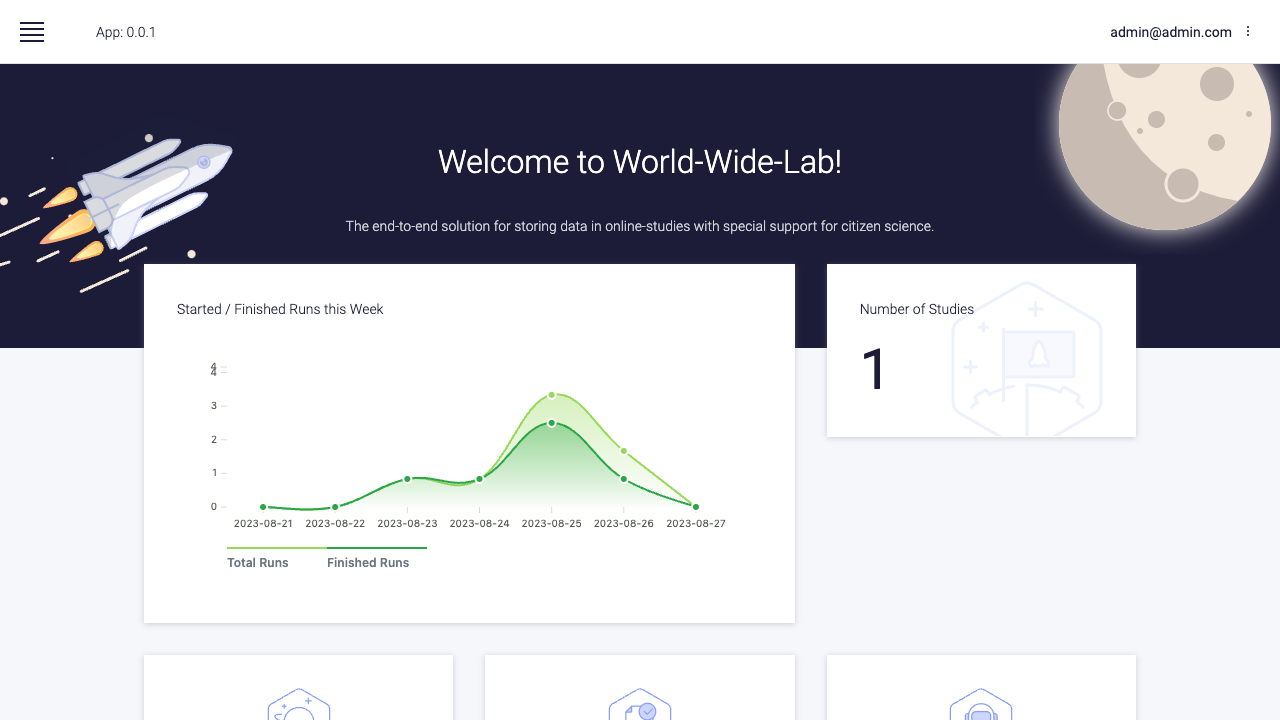 App: 0.0.1
admin@admin.com
Welcome to World-Wide-Lab!
The end-to-end solution for storing data in online-studies with special support for citizen science.
Started / Finished Runs this Week
4
4
3
2
1
0
2023-08-21 2023-08-22 2023-08-23 2023-08-24 2023-08-25 2023-08-26 2023-08-27
Total Runs Finished Runs
Number of Studies
1